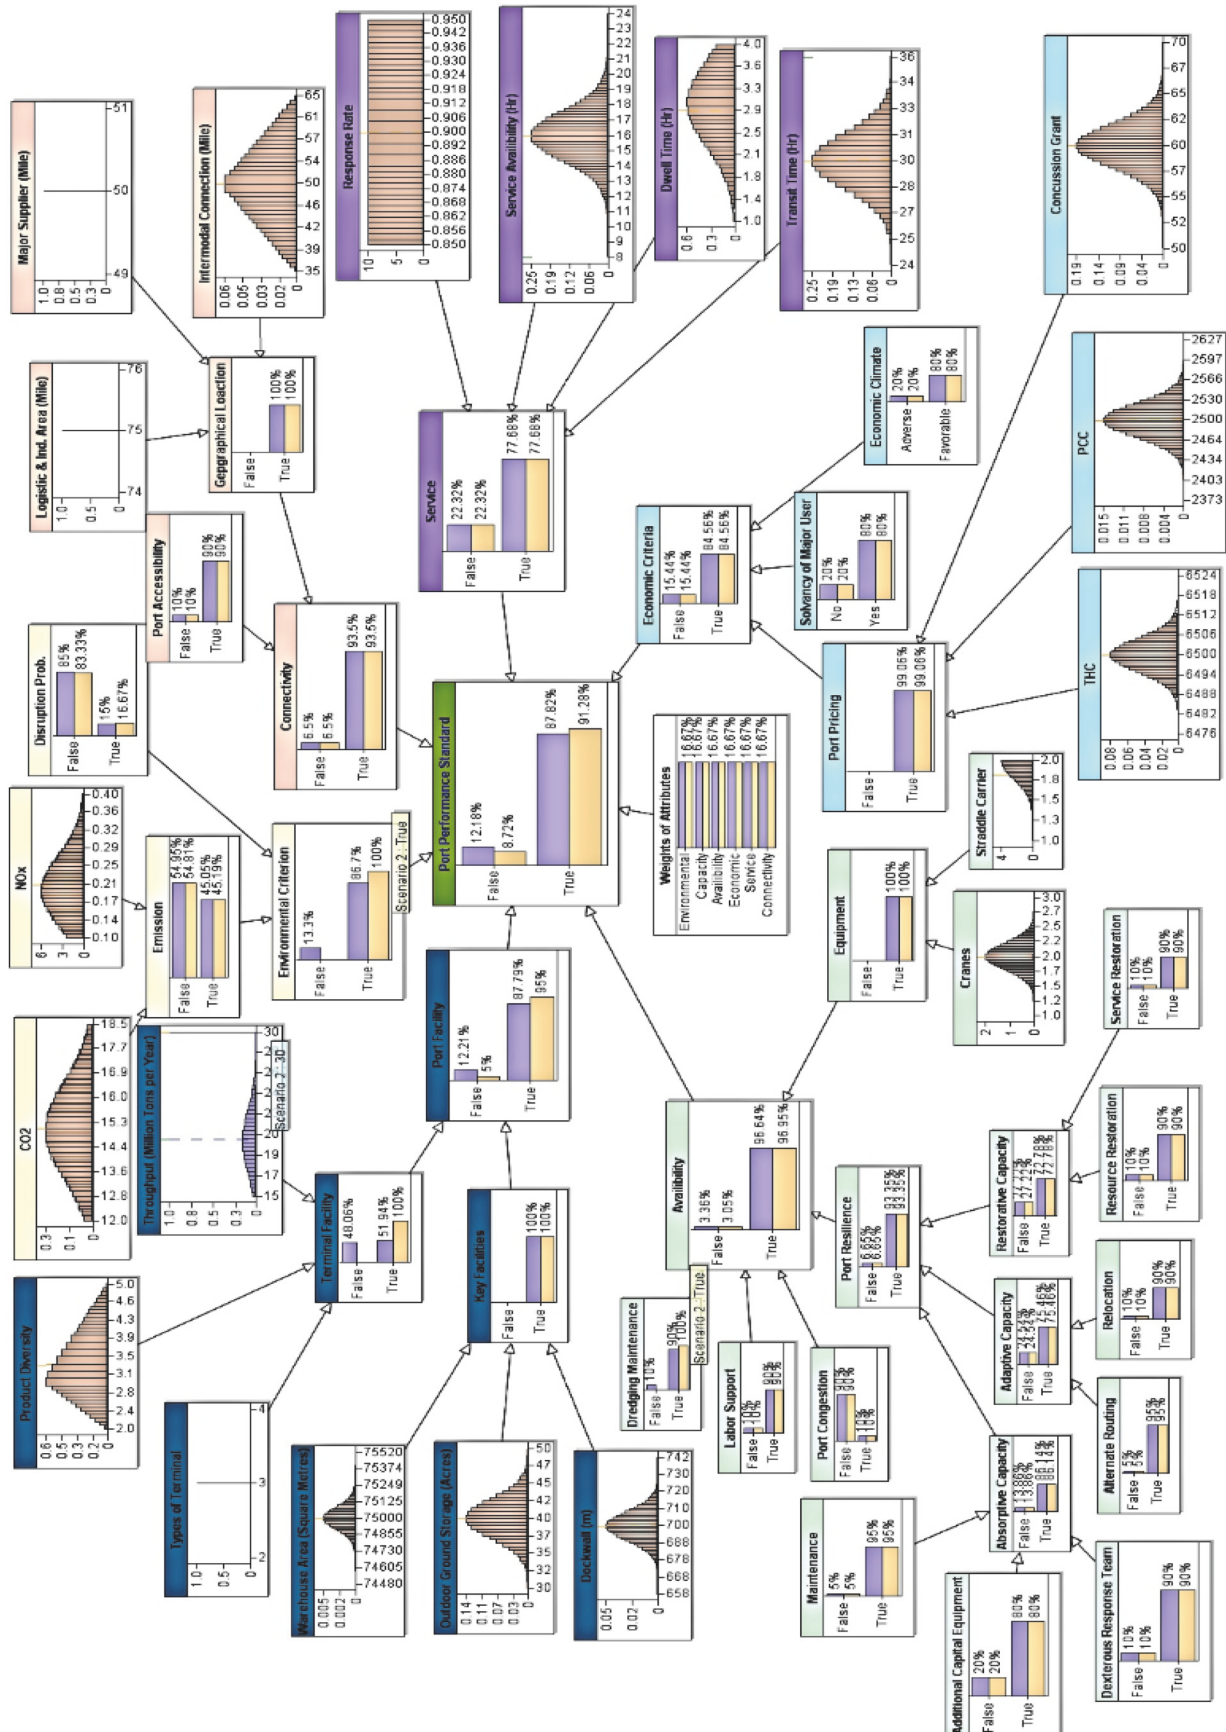 Major Supplier (Mile)
1.0
0.8
0.5
0.3
0
49
50
51
Intermodal Connection (Mile)
0.06
0.05
0.03
0.02
0
35
39
42
46
50
54
57
61
65
Response Rate
10
5
0
0.850
0.856
0.862
0.868
0.874
0.880
0.886
0.892
0.900
0.906
0.912
0.918
0.924
0.930
0.936
0.942
0.950
Service Availibility (Hr)
0.25
0.19
0.12
0.06
0
8
9
11
12
13
15
16
17
18
19
20
22
23
24
Dwell Time (Hr)
0.6
0.3
0
1.0
1.4
1.8
2.1
2.5
2.9
3.3
3.6
4.0
Transit Time (Hr)
0.25
0.19
0.13
0.06
0
24
25
27
28
30
31
33
34
36
Concussion Grant
0.19
0.14
0.09
0.04
0
50
52
55
57
60
62
65
67
70
Logistic & Ind. Area (Mile)
1.0
0.5
0
74
75
76
Gepgraphical Loaction
False
True
100%
100%
Service
False
22.32%
22.32%
True
77.68%
77.68%
Economic Climate
Adverse
20%
20%
Favorable
80%
80%
PCC
0.015
0.011
0.008
0.004
0
2373
2403
2434
2464
2500
2530
2566
2597
2627
Port Accessibility
False
10%
10%
True
90%
90%
Disruption Prob.
False
85%
83.33%
True
15%
16.67%
Connectivity
False
6.5%
6.5%
True
93.5%
93.5%
Economic Criteria
False
15.44%
15.44%
True
84.56%
84.56%
Solvancy of Major User
No
20%
20%
Yes
80%
80%
THC
0.08
0.06
0.04
0.02
0
6476
6482
6488
6494
6500
6506
6512
6518
6524
Port Pricing
False
True
99.06%
99.06%
NOx
6
3
0
0.10
0.14
0.17
0.21
0.25
0.29
0.32
0.36
0.40
Emission
False
54.95%
54.81%
True
45.05%
45.19%
Environmental Criterion
False
13.3%
True
86.7%
100%
Scenario 2 : True
Port Performance Standard
False
12.18%
8.72%
True
87.82%
91.28%
Weights of Attributes
Environmental
16.67%
Capacity
16.67%
Availibility
16.67%
Economic
16.67%
Service
16.67%
Connectivity
16.67%
Equipment
False
True
100%
100%
Straddle Carrier
4
0
1.0
1.3
1.5
1.8
2.0
Cranes
2
1
0
1.0
1.2
1.5
1.7
2.0
2.2
2.5
2.7
3.0
CO2
0.3
0.1
0
12.0
12.8
13.6
14.4
15.3
16.0
16.9
17.7
18.5
Throughput (Million Tons per Year)
1.0
0.8
0.5
0.3
0
15
17
19
20
30
Scenario 2 : 30
Port Facility
False
12.21%
5%
True
87.79%
95%
Terminal Facility
False
48.06%
True
51.94%
100%
Key Facilities
False
True
100%
100%
Availibility
False
3.36%
3.05%
True
96.64%
96.95%
Service Restoration
False
10%
10%
True
90%
90%
Product Diversity
0.6
0.5
0.3
0.2
0
2.0
2.4
2.8
3.1
3.5
3.9
4.3
4.6
5.0
Types of Terminal
1.0
0.5
0
2
3
4
Warehouse Area (Square Metres)
0.005
0.002
0
74480
74605
74730
74855
75000
75125
75249
75374
75520
Outdoor Ground Storage (Acres)
0.14
0.11
0.07
0.03
0
30
32
35
37
40
42
45
47
50
Dockwall (m)
0.05
0.02
0
658
668
678
688
700
710
720
730
742
Dredging Maintenance
False
10%
True
90%
100%
Scenario 2 : True
Labor Support
False
10%
10%
True
90%
90%
Port Congestion
False
90%
90%
True
10%
10%
Port Resilience
False
6.65%
6.65%
True
93.35%
93.35%
Restorative Capacity
False
27.22%
27.22%
True
72.78%
72.78%
Resource Restoration
False
10%
10%
True
90%
90%
Adaptive Capacity
False
24.54%
24.54%
True
75.46%
75.46%
Relocation
False
10%
10%
True
90%
90%
Alternate Routing
False
5%
5%
True
95%
95%
Absorptive Capacity
False
13.86%
13.86%
True
86.14%
86.14%
Maintenance
False
5%
5%
True
95%
95%
Additional Capital Equipment
False
20%
20%
True
80%
80%
Dexterous Response Team
False
10%
10%
True
90%
90%